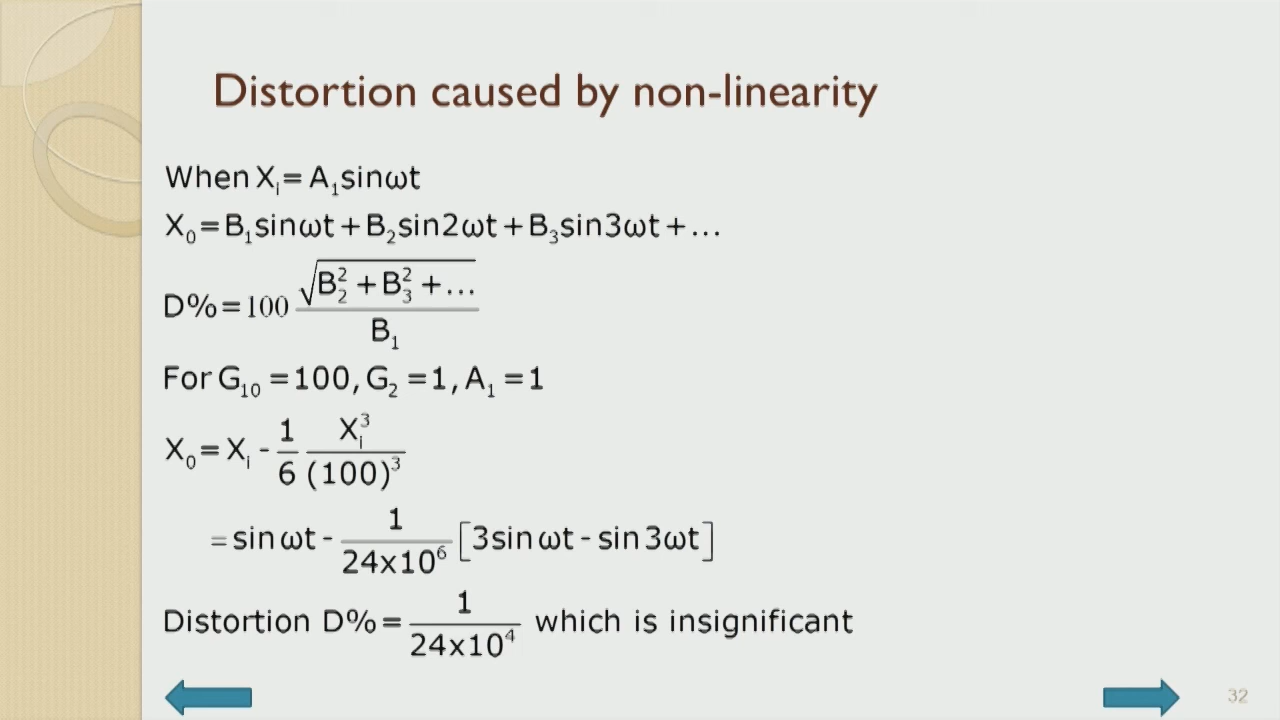 Distortion caused by non-linearity
When Xᵢ= A₁sinωt
X₀=B₁sinωt+B₂sin2ωt+B₃sin3ωt+...
D%=100 √(B₂²+B₃²+...) / B₁
For G₁₀ =100, G₂ =1, A₁ =1
X₀= Xᵢ - 1/6 Xᵢ³/(100)³
= sin ωt - 1/(24x10⁶) [3sin ωt - sin 3ωt]
Distortion D%= 1/(24x10⁴) which is insignificant
32